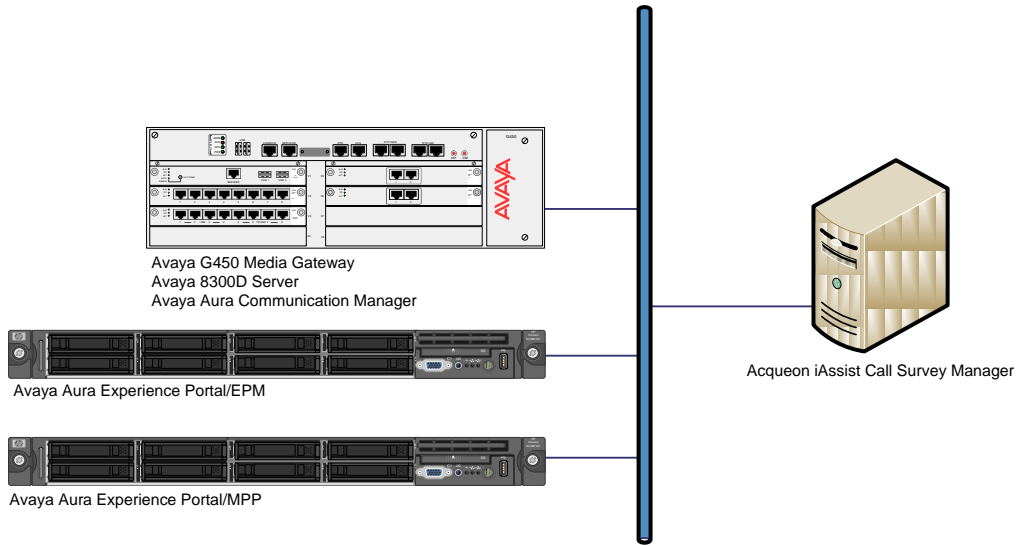 G450
AVAYA
Avaya G450 Media Gateway
Avaya 8300D Server
Avaya Aura Communication Manager
Avaya Aura Experience Portal/EPM
Avaya Aura Experience Portal/MPP
Acqueon iAssist Call Survey Manager